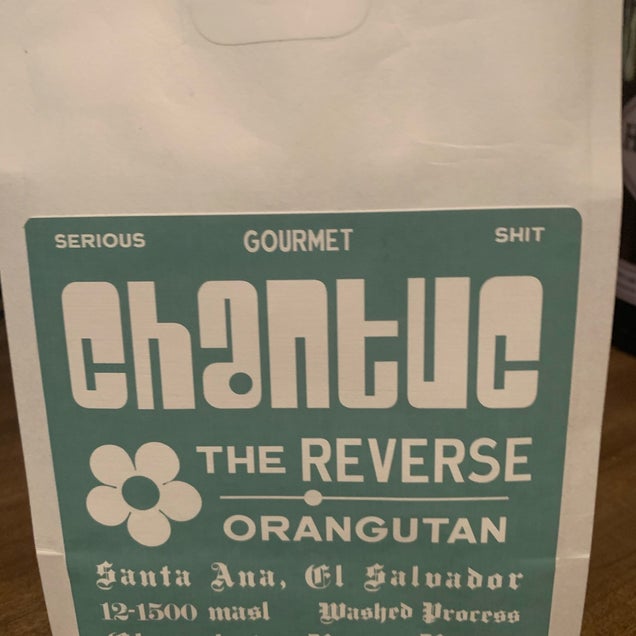 SERIOUS GOURMET SHIT
chantuc
THE REVERSE
ORANGUTAN
Santa Ana, El Salvador
12-1500 masl Washed Process